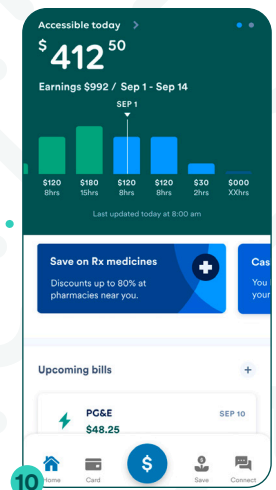 Accessible today >
$412 50
Earnings $992 / Sep 1 - Sep 14
SEP 1
$120 $180 $120 $120 $30 $000
8hrs 15hrs 8hrs 8hrs 2hrs XXhrs
Last updated today at 8:00 am
Save on Rx medicines
Discounts up to 80% at
pharmacies near you.
Cas
You
your
Upcoming bills +
PG&E SEP 10
$48.25
$
Home Card Save Connect
10